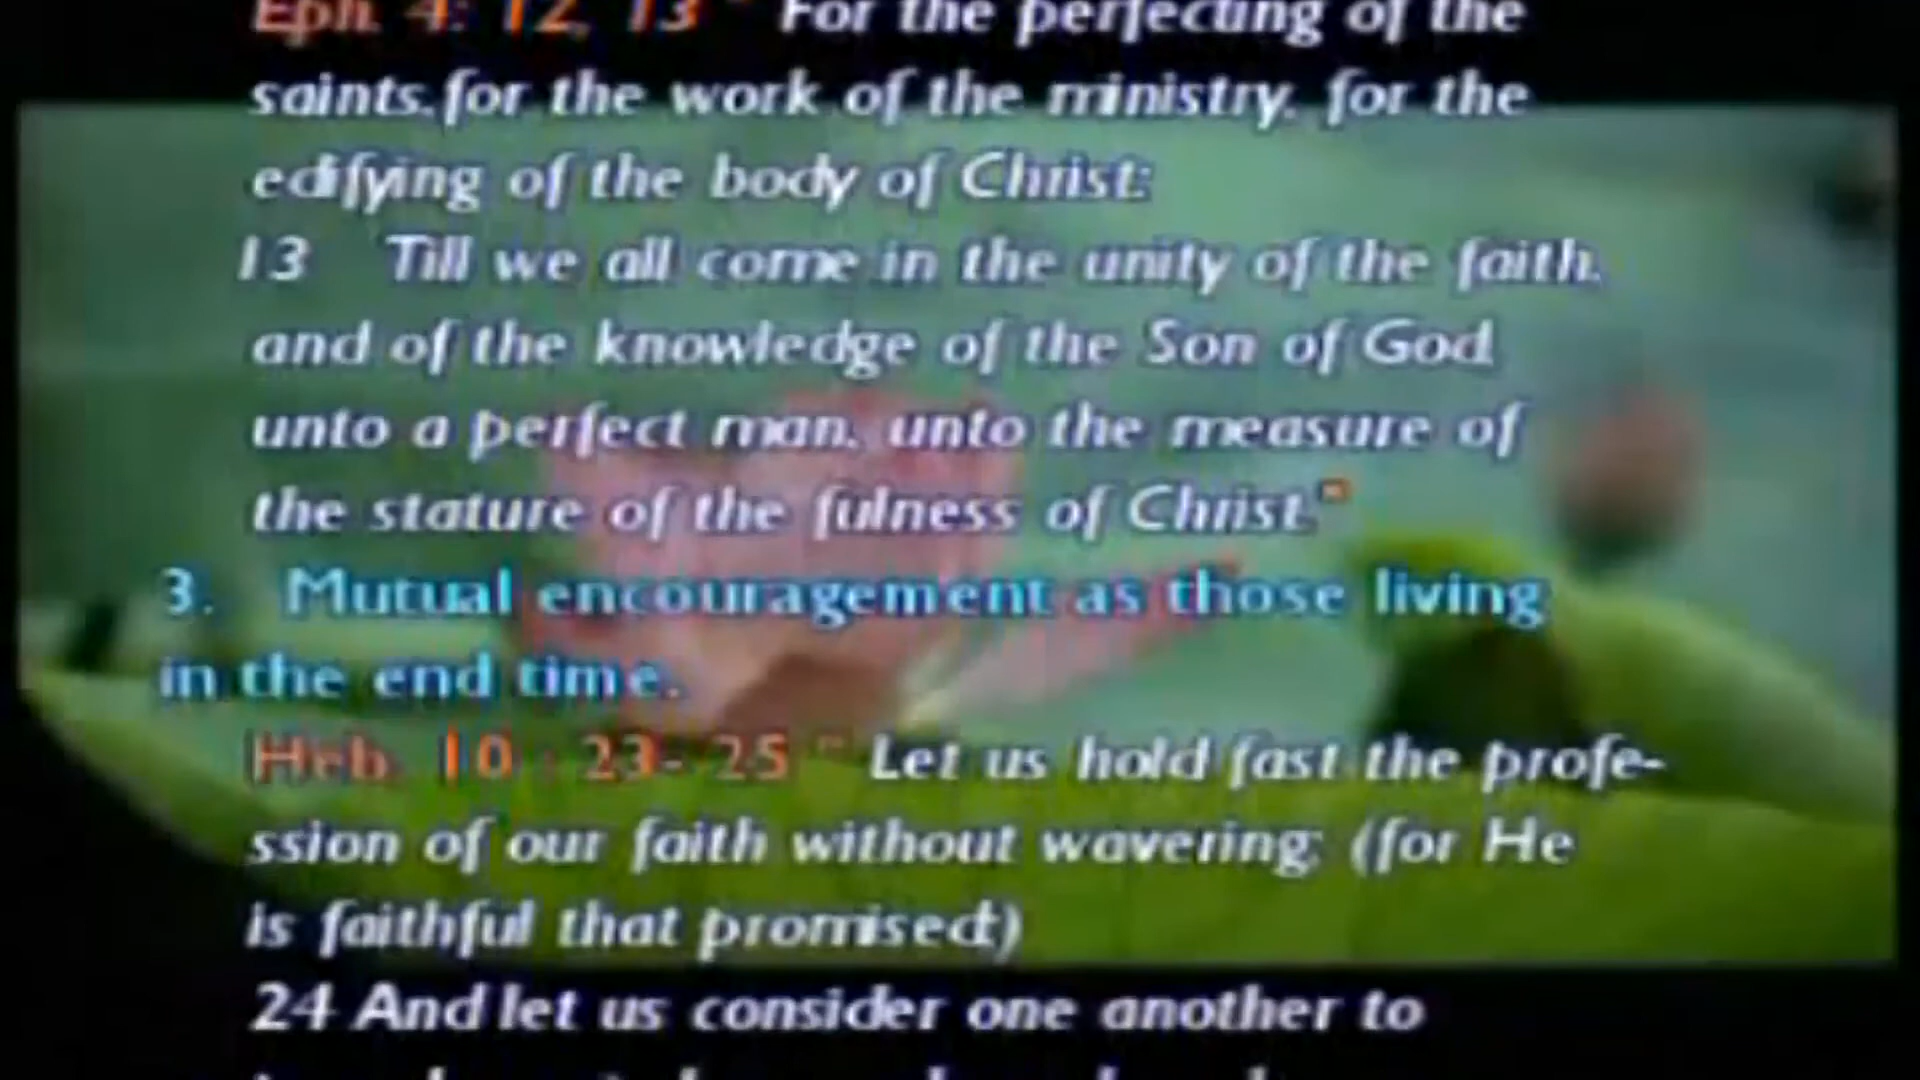 Eph. 4: 12, 13 " For the perfecting of the
saints, for the work of the ministry, for the
edifying of the body of Christ:
13 Till we all come in the unity of the faith,
and of the knowledge of the Son of God,
unto a perfect man, unto the measure of
the stature of the fulness of Christ."
3. Mutual encouragement as those living
in the end time.
Heb. 10 : 23- 25 " Let us hold fast the profe-
ssion of our faith without wavering; (for He
is faithful that promised;)
24 And let us consider one another to